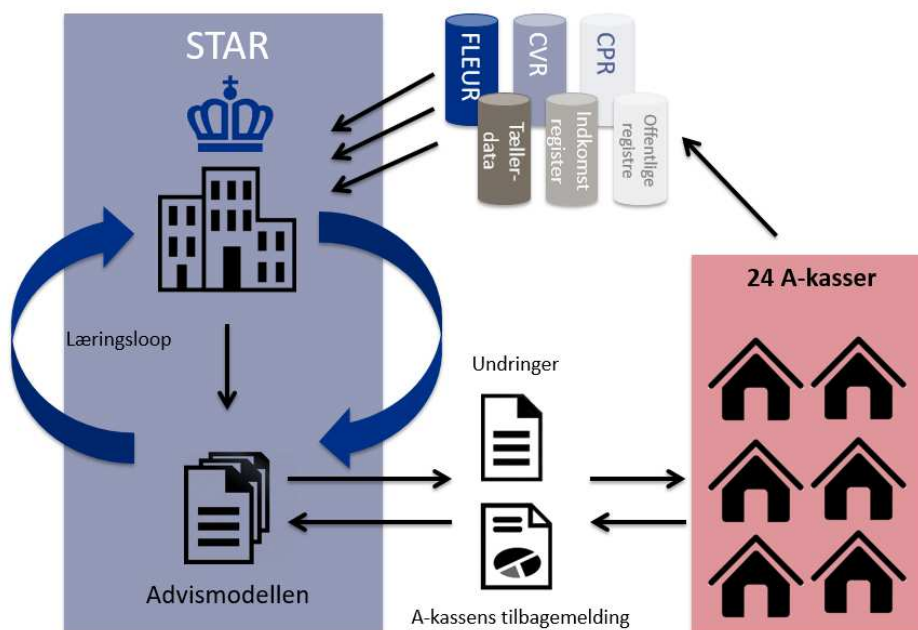 STAR
FLEUR
CVR
CPR
Tæller-
data
Indkomst
register
Offentlige
registre
24 A-kasser
Læringsloop
Undringer
Advismodellen
A-kassens tilbagemelding